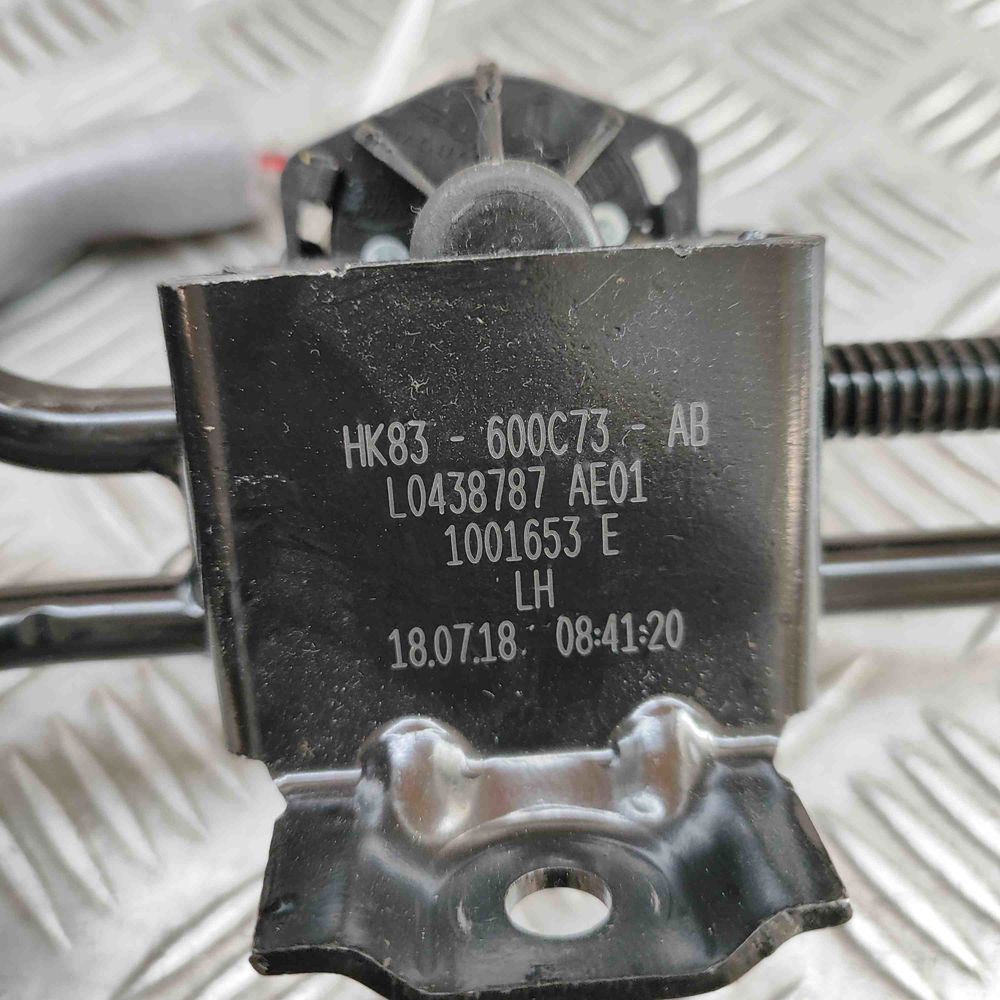 HK83 - 600C73 - AB
L0438787 AE01
1001653 E
LH
18.07.18 08:41:20